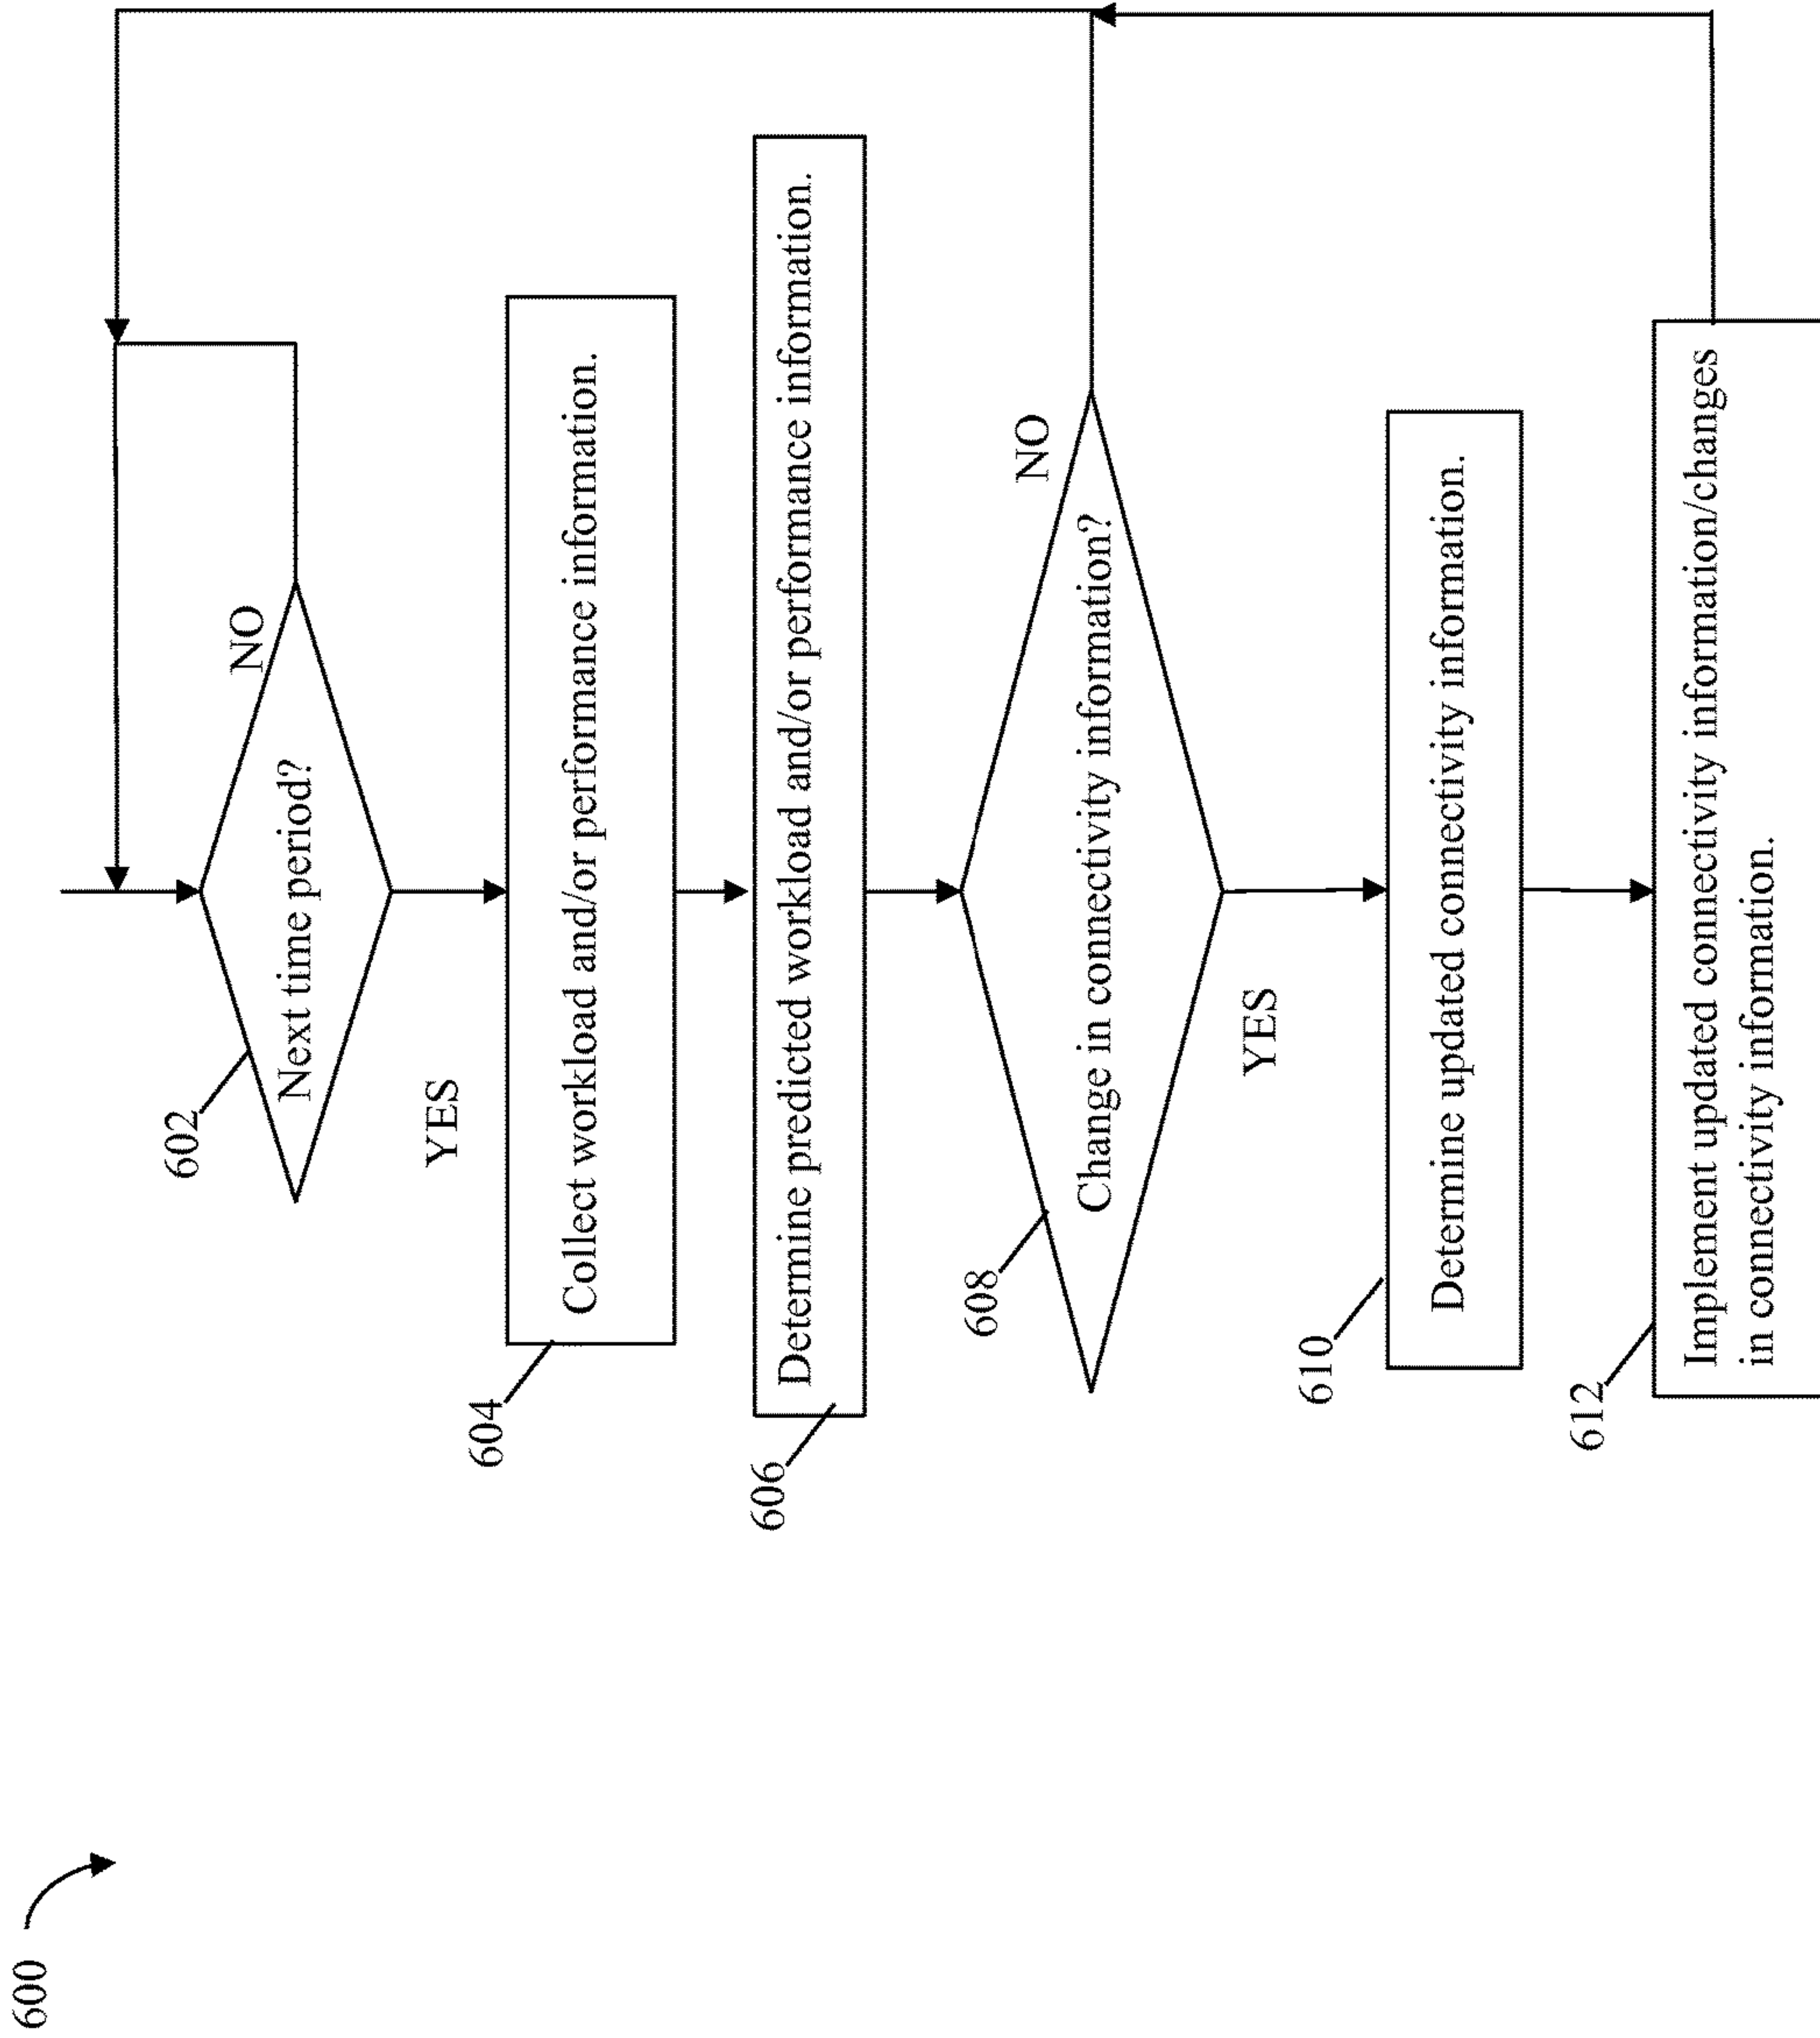 600
602
Next time period?
NO
YES
604
Collect workload and/or performance information.
606
Determine predicted workload and/or performance information.
608
Change in connectivity information?
NO
YES
610
Determine updated connectivity information.
612
Implement updated connectivity information/changes
in connectivity information.